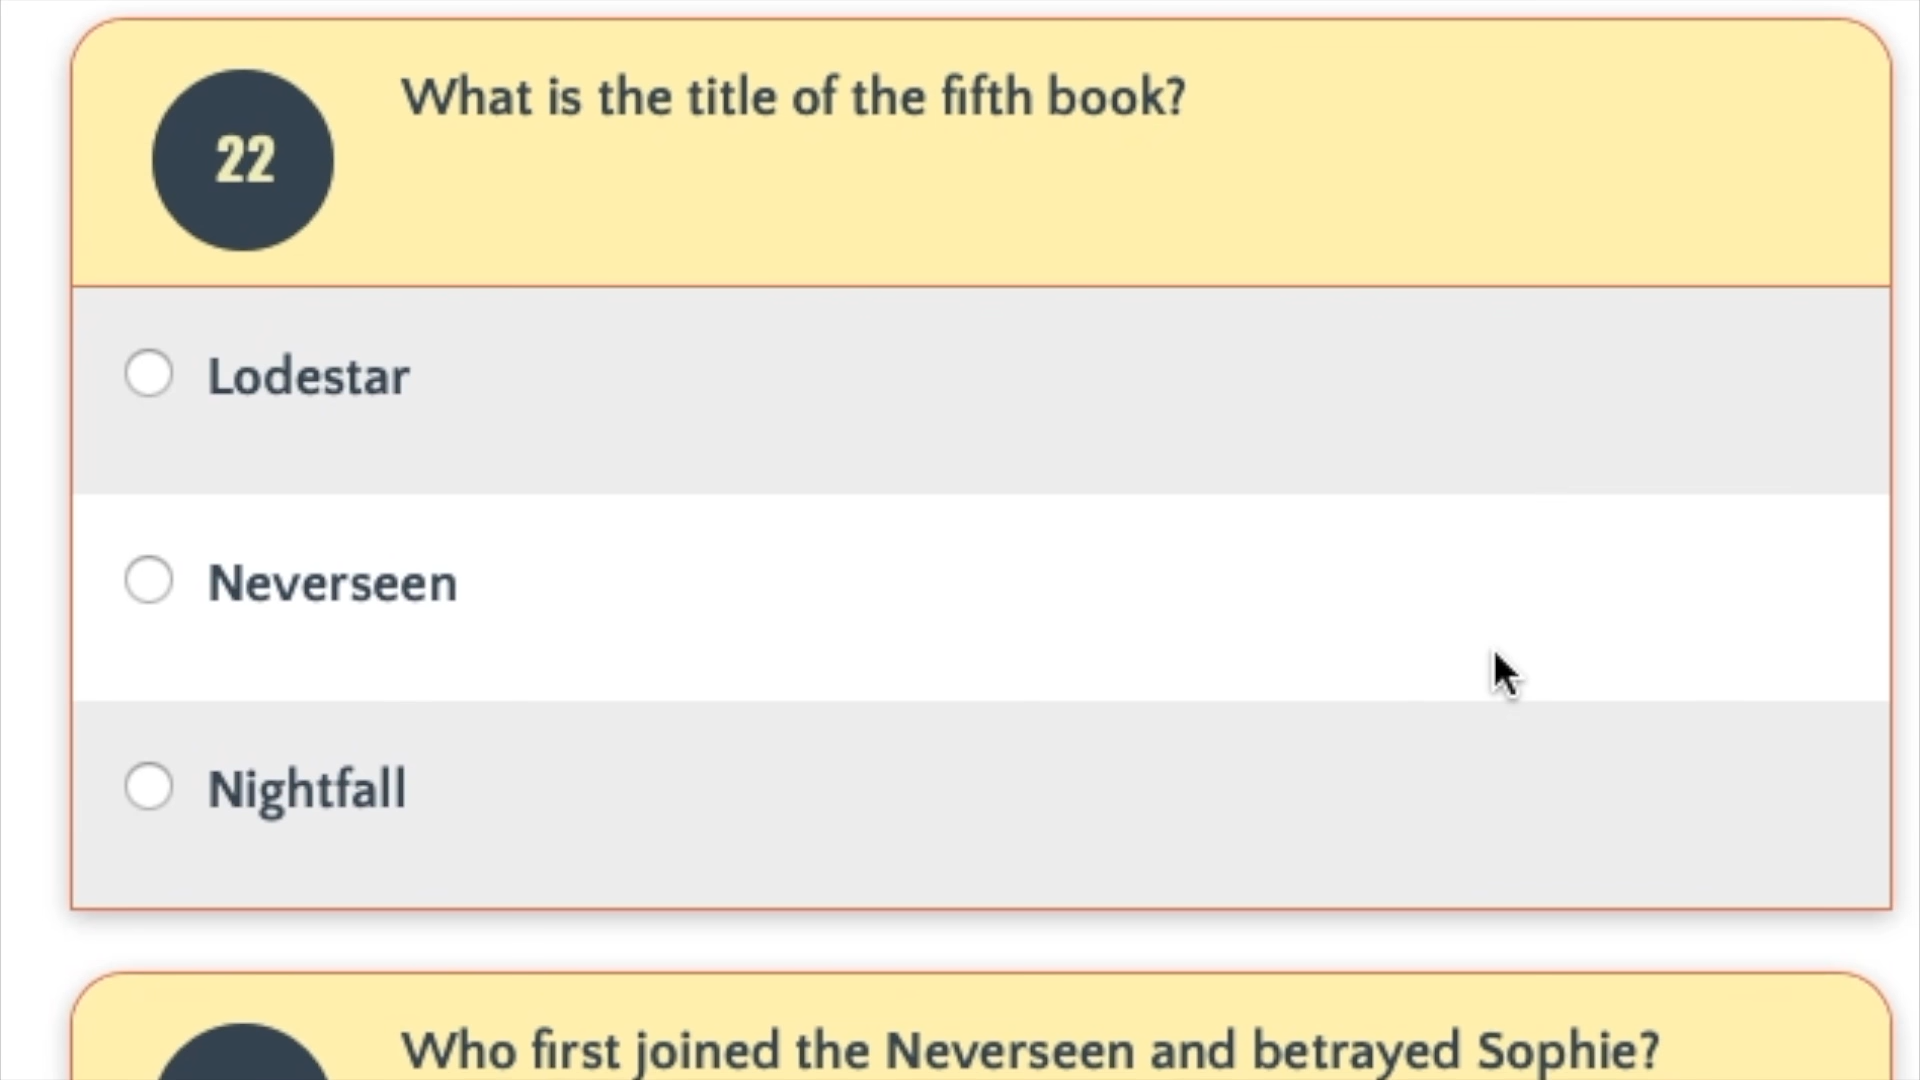 What is the title of the fifth book?
22
Lodestar
Neverseen
Nightfall
Who first joined the Neverseen and betrayed Sophie?